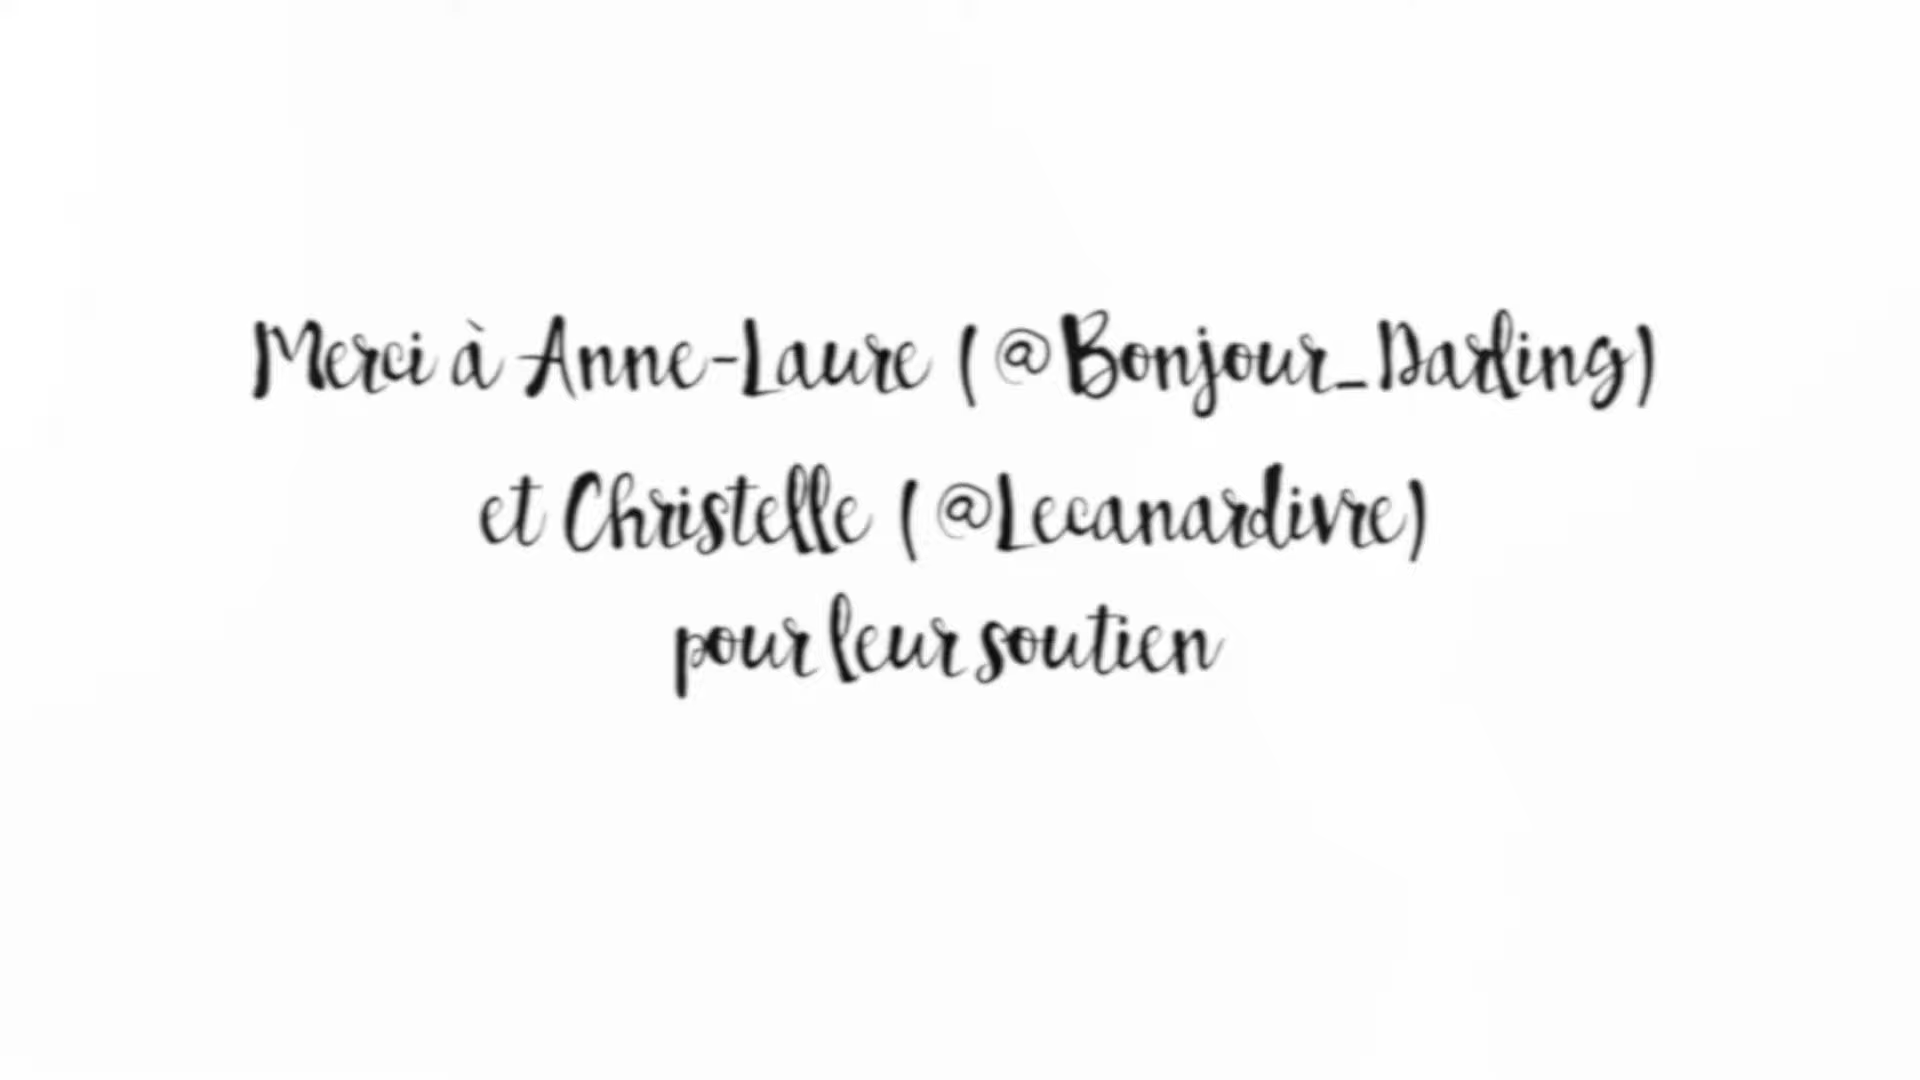 Merci à Anne-Laure (@Bonjour_Darling)
et Christelle (@Lecanardivre)
pour leur soutien